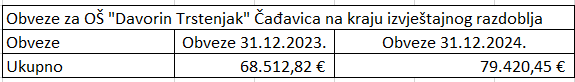 Obveze za OŠ "Davorin Trstenjak" Čađavica na kraju izvještajnog razdoblja
Obveze Obveze 31.12.2023. Obveze 31.12.2024.
Ukupno 68.512,82 € 79.420,45 €